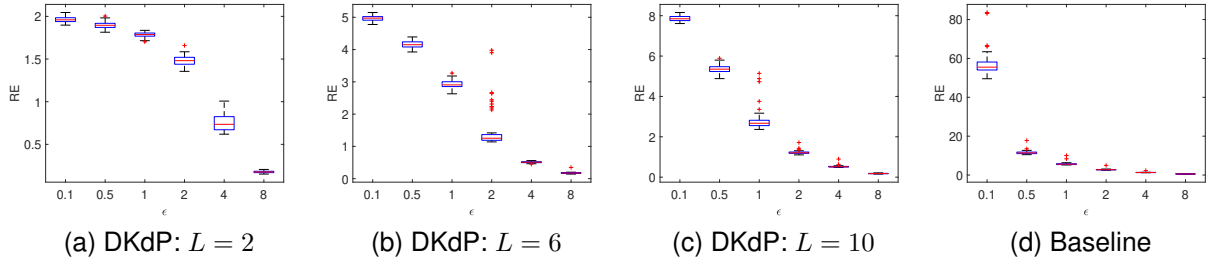 2
1.5
1
0.5
RE
0.1 0.5 1 2 4 8
ϵ
(a) DKdP: L = 2
5
4
3
2
1
0
RE
0.1 0.5 1 2 4 8
ϵ
(b) DKdP: L = 6
8
6
4
2
0
RE
0.1 0.5 1 2 4 8
ϵ
(c) DKdP: L = 10
80
60
40
20
0
RE
0.1 0.5 1 2 4 8
ϵ
(d) Baseline